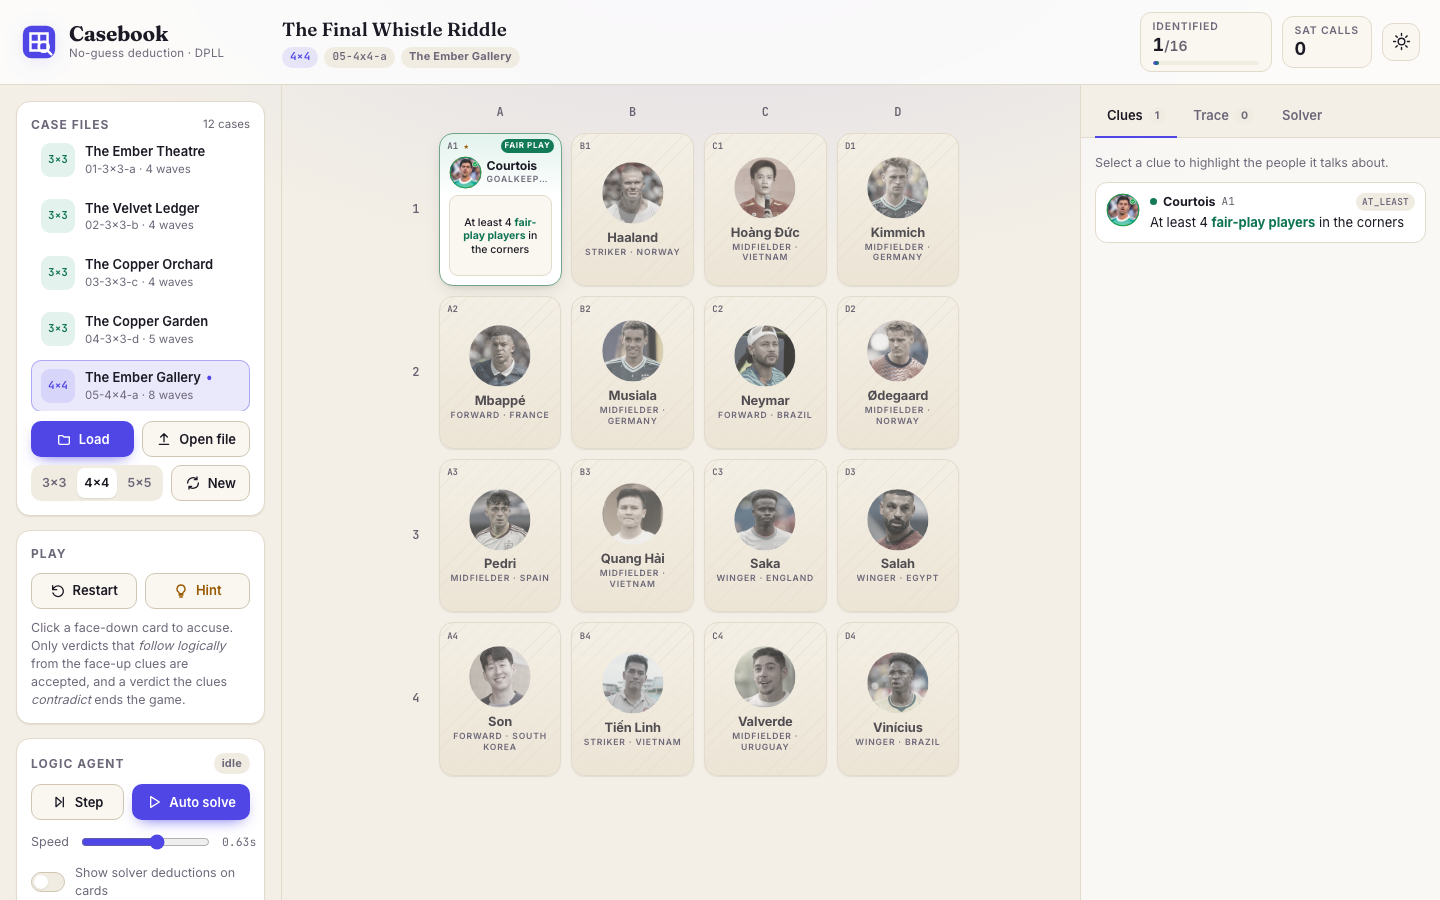 Casebook
No-guess deduction · DPLL
The Final Whistle Riddle
4×4 05-4x4-a The Ember Gallery
IDENTIFIED
1/16
SAT CALLS
0
CASE FILES 12 cases
3×3
The Ember Theatre
01-3×3-a · 4 waves
3×3
The Velvet Ledger
02-3×3-b · 4 waves
3×3
The Copper Orchard
03-3×3-c · 4 waves
3×3
The Copper Garden
04-3×3-d · 5 waves
4×4
The Ember Gallery •
05-4×4-a · 8 waves
Load Open file
3×3 4×4 5×5 New
PLAY
Restart Hint
Click a face-down card to accuse.
Only verdicts that follow logically
from the face-up clues are
accepted, and a verdict the clues
contradict ends the game.
LOGIC AGENT idle
Step Auto solve
Speed 0.63s
Show solver deductions on
cards
A B C D
1
A1 ★ FAIR PLAY
Courtois
GOALKEEP...
At least 4 fair-
play players in
the corners
B1
Haaland
STRIKER · NORWAY
C1
Hoàng Đức
MIDFIELDER ·
VIETNAM
D1
Kimmich
MIDFIELDER ·
GERMANY
2
A2
Mbappé
FORWARD · FRANCE
B2
Musiala
MIDFIELDER ·
GERMANY
C2
Neymar
FORWARD · BRAZIL
D2
Ødegaard
MIDFIELDER ·
NORWAY
3
A3
Pedri
MIDFIELDER · SPAIN
B3
Quang Hải
MIDFIELDER ·
VIETNAM
C3
Saka
WINGER · ENGLAND
D3
Salah
WINGER · EGYPT
4
A4
Son
FORWARD · SOUTH
KOREA
B4
Tiến Linh
STRIKER · VIETNAM
C4
Valverde
MIDFIELDER ·
URUGUAY
D4
Vinícius
WINGER · BRAZIL
Clues 1 Trace 0 Solver
Select a clue to highlight the people it talks about.
Courtois A1 AT_LEAST
At least 4 fair-play players in the corners